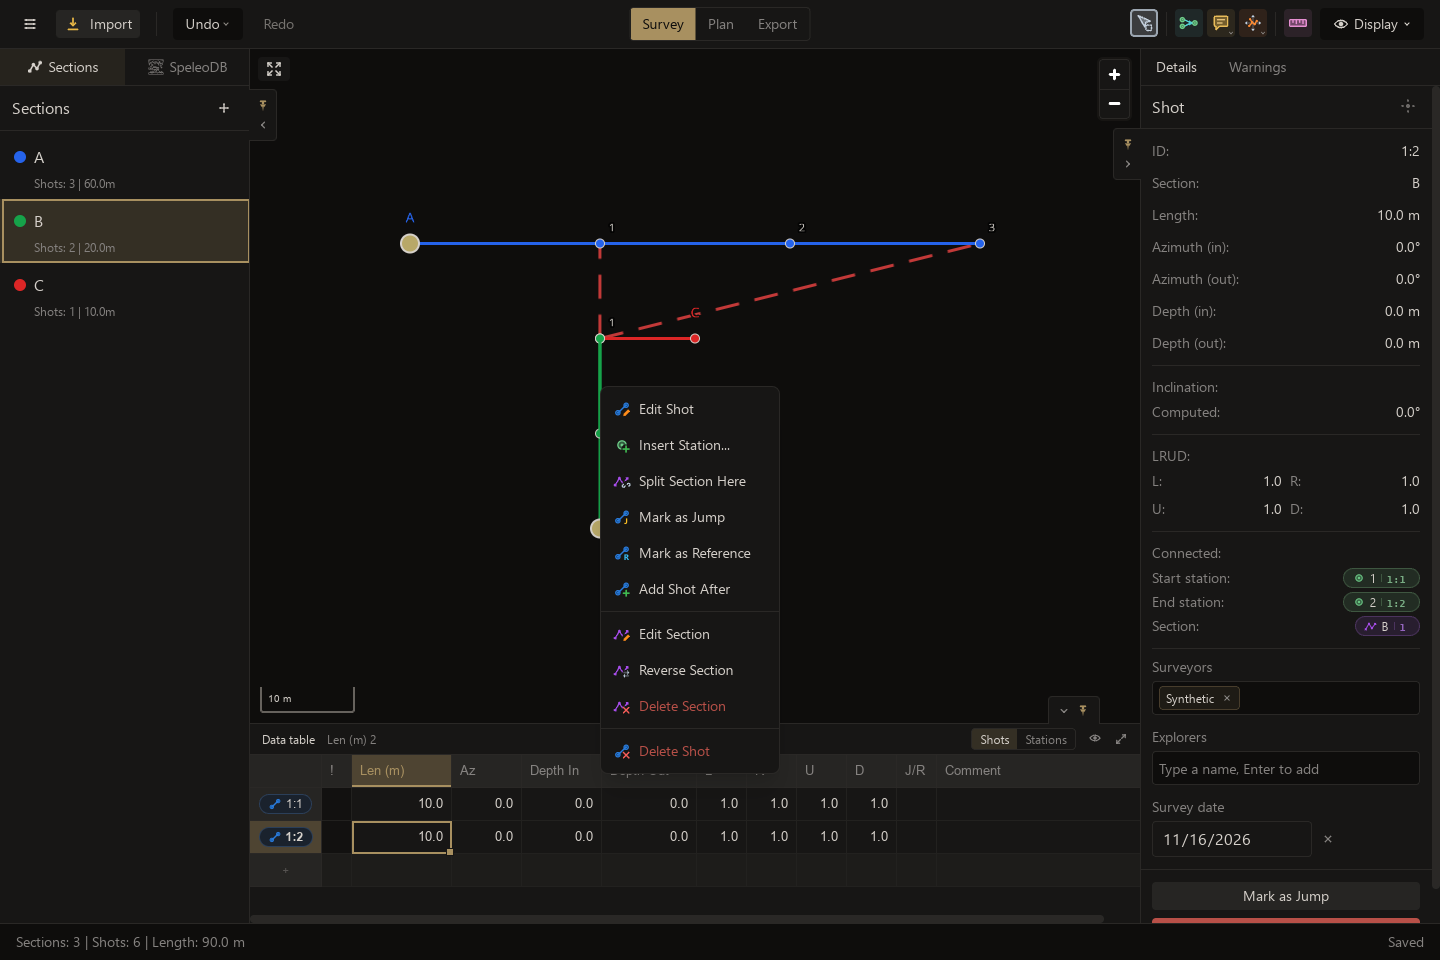 Import
Undo
Redo
Survey
Plan
Export
Display
Sections
SpeleoDB
Details
Warnings
Sections
+
A
Shots: 3 | 60.0m
B
Shots: 2 | 20.0m
C
Shots: 1 | 10.0m
A
1
2
3
1
C
10 m
Edit Shot
Insert Station...
Split Section Here
Mark as Jump
Mark as Reference
Add Shot After
Edit Section
Reverse Section
Delete Section
Delete Shot
Data table
Len (m) 2
Shots
Stations
! Len (m) Az Depth In U D J/R Comment
1:1 10.0 0.0 0.0 0.0 1.0 1.0 1.0 1.0
1:2 10.0 0.0 0.0 0.0 1.0 1.0 1.0 1.0
+
Shot
ID: 1:2
Section: B
Length: 10.0 m
Azimuth (in): 0.0°
Azimuth (out): 0.0°
Depth (in): 0.0 m
Depth (out): 0.0 m
Inclination:
Computed: 0.0°
LRUD:
L: 1.0 R: 1.0
U: 1.0 D: 1.0
Connected:
Start station: 1 | 1:1
End station: 2 | 1:2
Section: B | 1
Surveyors
Synthetic ×
Explorers
Type a name, Enter to add
Survey date
11/16/2026 ×
Mark as Jump
Sections: 3 | Shots: 6 | Length: 90.0 m
Saved